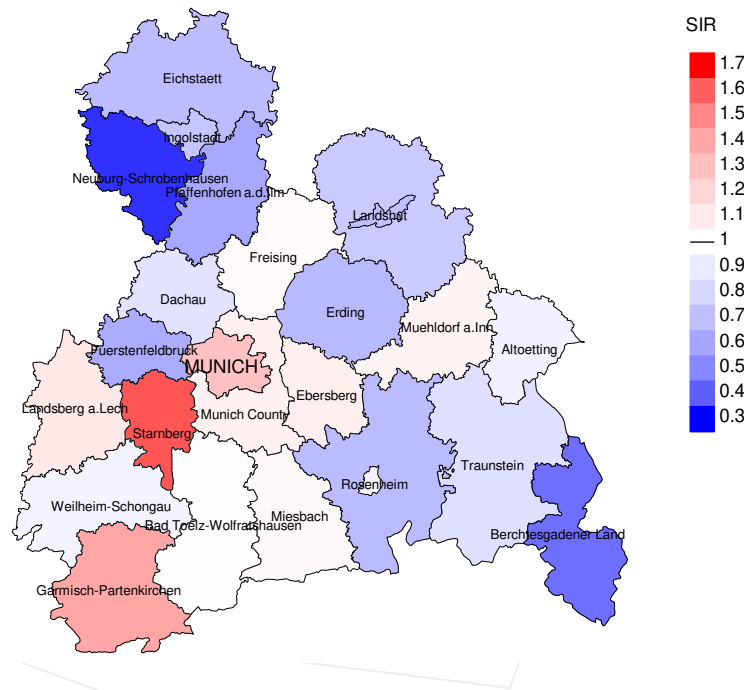 SIR
1.7
1.6
1.5
1.4
1.3
1.2
1.1
1
0.9
0.8
0.7
0.6
0.5
0.4
0.3
Eichstaett
Ingolstadt
Neuburg-Schrobenhausen
Pfaffenhofen a.d.Ilm
Landshut
Freising
Dachau
Erding
Muehldorf a.Inn
Altoetting
Fuerstenfeldbruck
MUNICH
Ebersberg
Landsberg a.Lech
Munich County
Starnberg
Traunstein
Rosenheim
Weilheim-Schongau
Miesbach
Bad Toelz-Wolfratshausen
Berchtesgadener Land
Garmisch-Partenkirchen